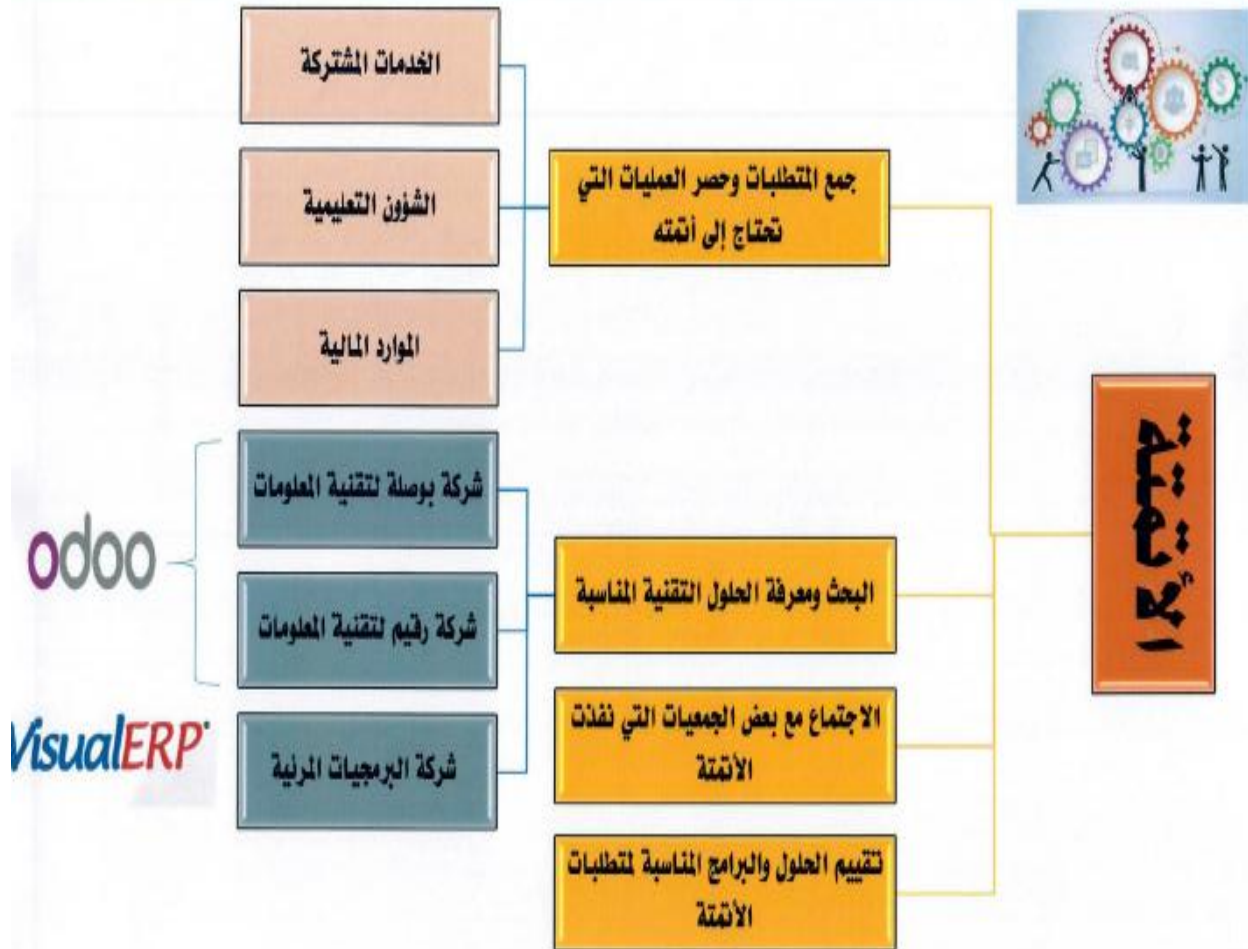 الأتمتة
جمع المتطلبات وحصر العمليات التي
تحتاج إلى أتمته
الخدمات المشتركة
الشؤون التعليمية
الموارد المالية
البحث ومعرفة الحلول التقنية المناسبة
شركة بوصلة لتقنية المعلومات
شركة رقيم لتقنية المعلومات
odoo
شركة البرمجيات المرئية
VisualERP
الاجتماع مع بعض الجمعيات التي نفذت
الأتمتة
تقييم الحلول والبرامج المناسبة لمتطلبات
الأتمتة